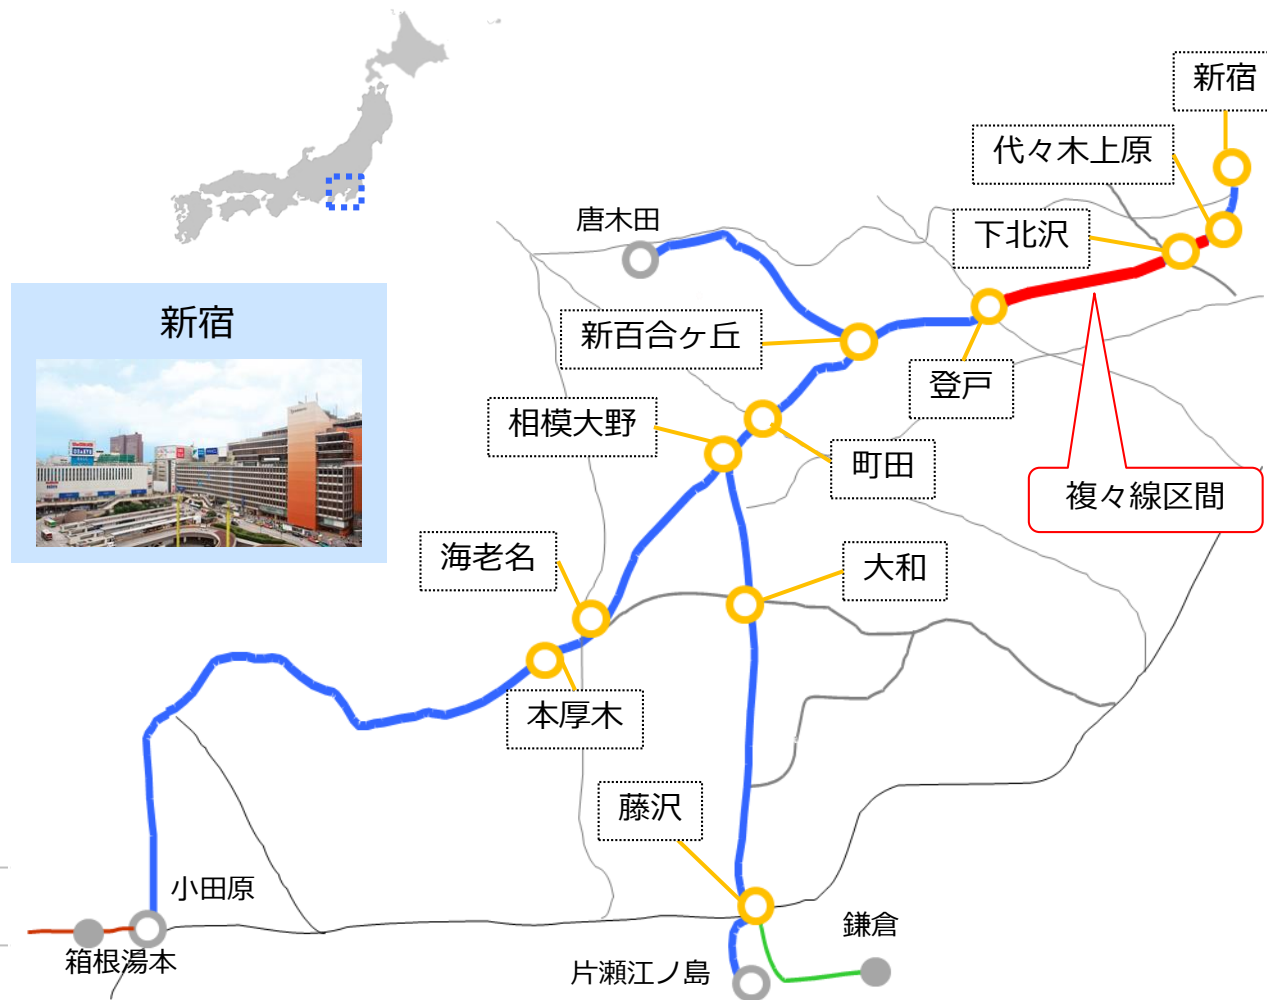 新宿
代々木上原
下北沢
唐木田
新百合ヶ丘
登戸
新宿
相模大野
町田
複々線区間
海老名
大和
本厚木
藤沢
小田原
鎌倉
箱根湯本
片瀬江ノ島